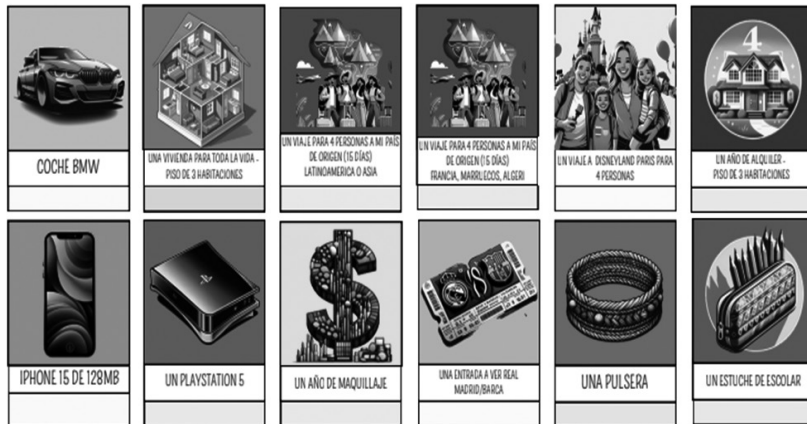 COCHE BMW
UNA VIVIENDA PARA TODA LA VIDA -
PISO DE 3 HABITACIONES
UN VIAJE PARA 4 PERSONAS A MI PAÍS
DE ORIGEN (15 DÍAS)
LATINOAMERICA O ASIA
UN VIAJE PARA 4 PERSONAS A MI PAÍS
DE ORIGEN (15 DÍAS)
FRANCIA, MARRUECOS, ALGERI
UN VIAJE A DISNEYLAND PARIS PARA
4 PERSONAS
4
UN AÑO DE ALQUILER -
PISO DE 3 HABITACIONES
IPHONE 15 DE 128MB
UN PLAYSTATION 5
UN AÑO DE MAQUILLAJE
UNA ENTRADA A VER REAL
MADRID/BARCA
UNA PULSERA
UN ESTUCHE DE ESCOLAR